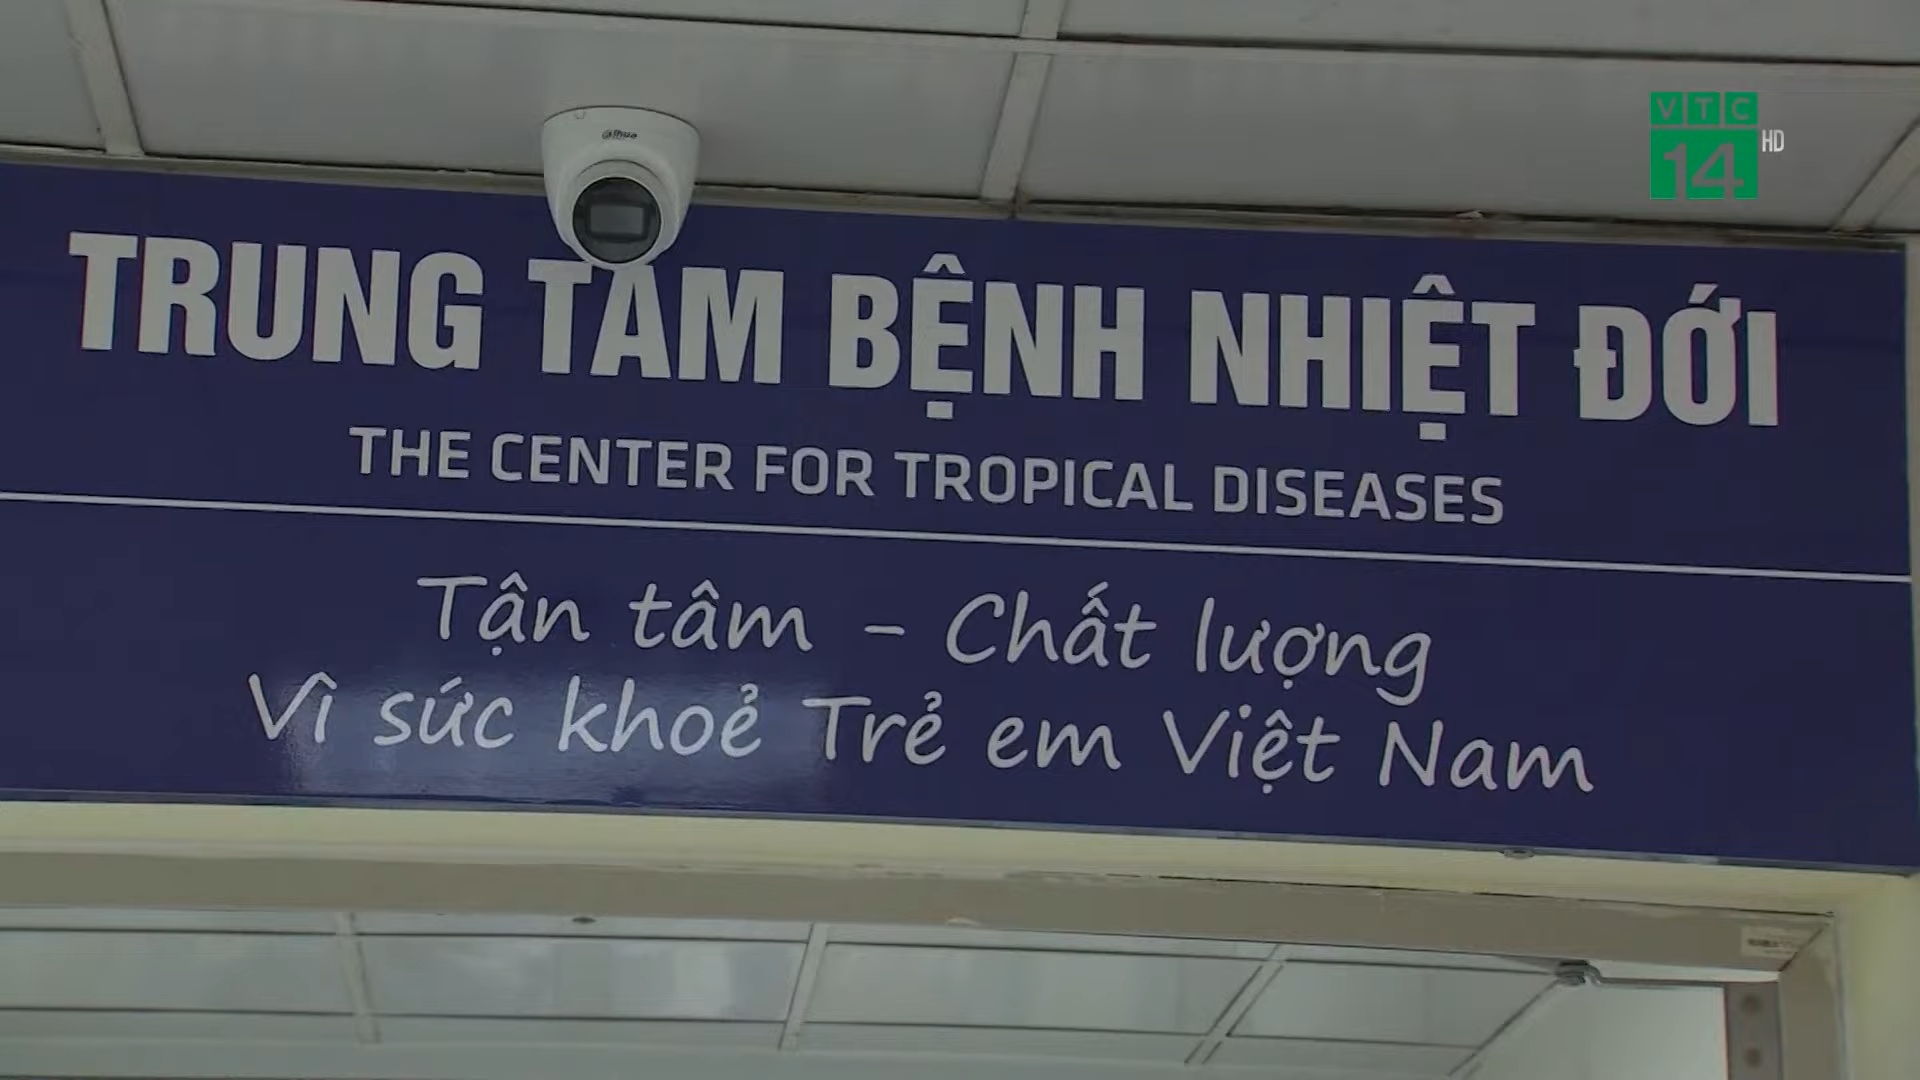 VTC
14 HD
alhua
TRUNG TÂM BỆNH NHIỆT ĐỚI
THE CENTER FOR TROPICAL DISEASES
Tận tâm - Chất lượng
Vì sức khoẻ Trẻ em Việt Nam